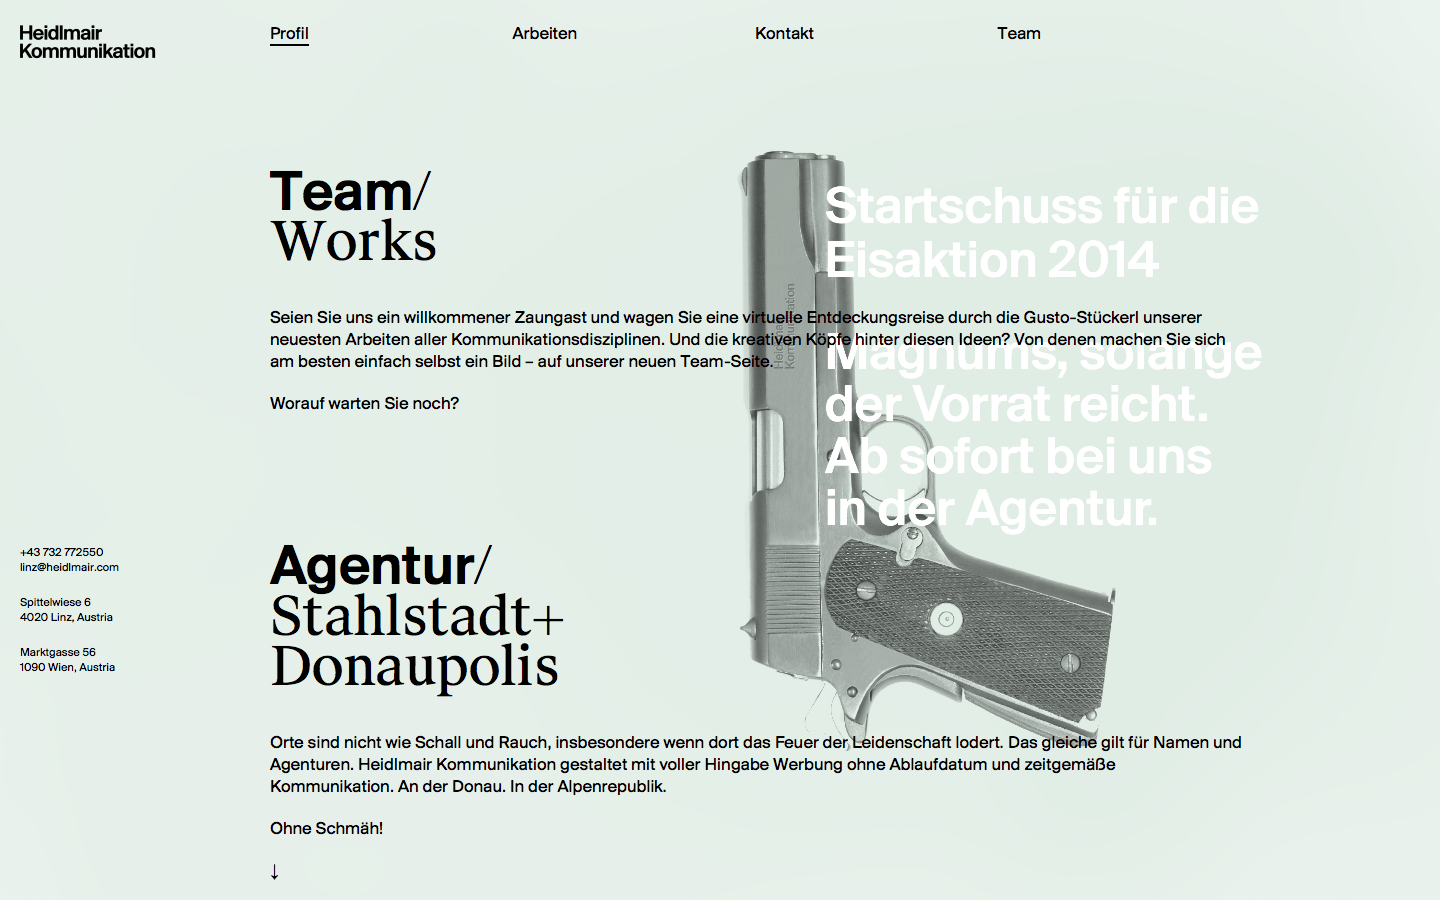 Heidlmair
Kommunikation
Profil
Arbeiten
Kontakt
Team
Team/
Works
Seien Sie uns ein willkommener Zaungast und wagen Sie eine virtuelle Entdeckungsreise durch die Gusto-Stückerl unserer
neuesten Arbeiten aller Kommunikationsdisziplinen. Und die kreativen Köpfe hinter diesen Ideen? Von denen machen Sie sich
am besten einfach selbst ein Bild – auf unserer neuen Team-Seite.
Worauf warten Sie noch?
Startschuss für die
Eisaktion 2014
Magnums, solange
der Vorrat reicht.
Ab sofort bei uns
in der Agentur.
Heidlmair
Kommunikation
+43 732 772550
linz@heidlmair.com
Spittelwiese 6
4020 Linz, Austria
Marktgasse 56
1090 Wien, Austria
Agentur/
Stahlstadt+
Donaupolis
Orte sind nicht wie Schall und Rauch, insbesondere wenn dort das Feuer der Leidenschaft lodert. Das gleiche gilt für Namen und
Agenturen. Heidlmair Kommunikation gestaltet mit voller Hingabe Werbung ohne Ablaufdatum und zeitgemäße
Kommunikation. An der Donau. In der Alpenrepublik.
Ohne Schmäh!
↓